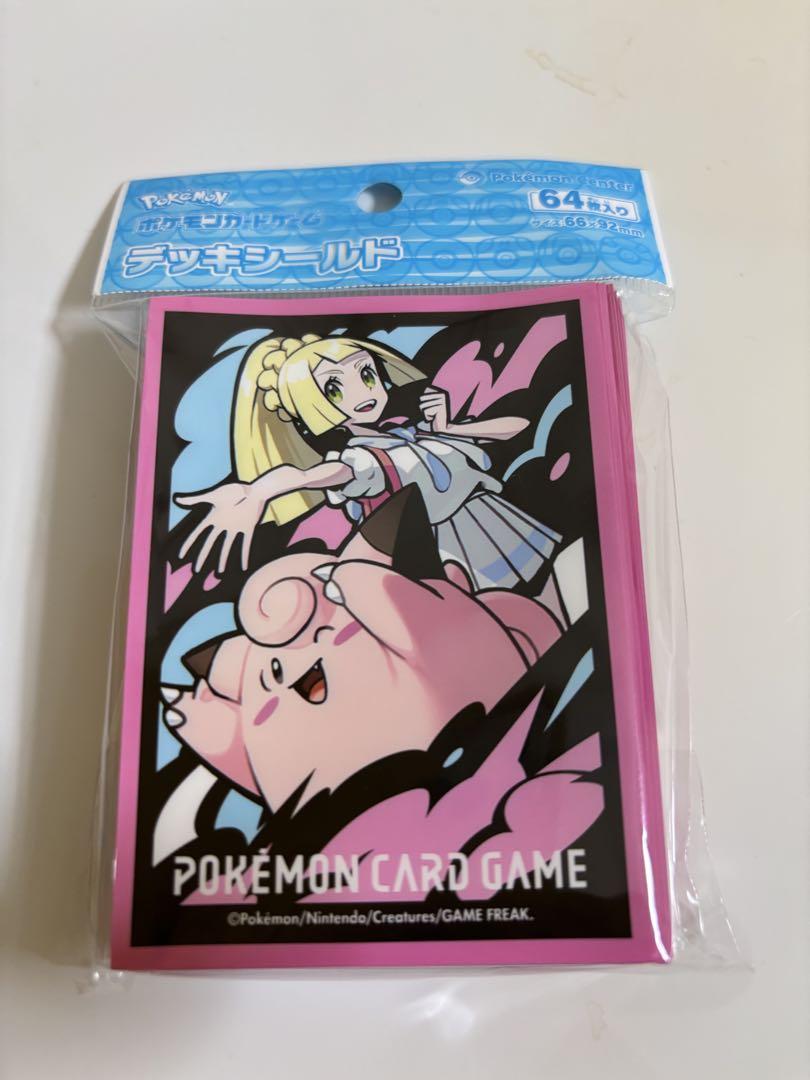 POKÉMON
ポケモンカードゲーム
デッキシールド
Pokémon Center
64枚入り
サイズ:66×92mm
POKÉMON CARD GAME
©Pokémon/Nintendo/Creatures/GAME FREAK.